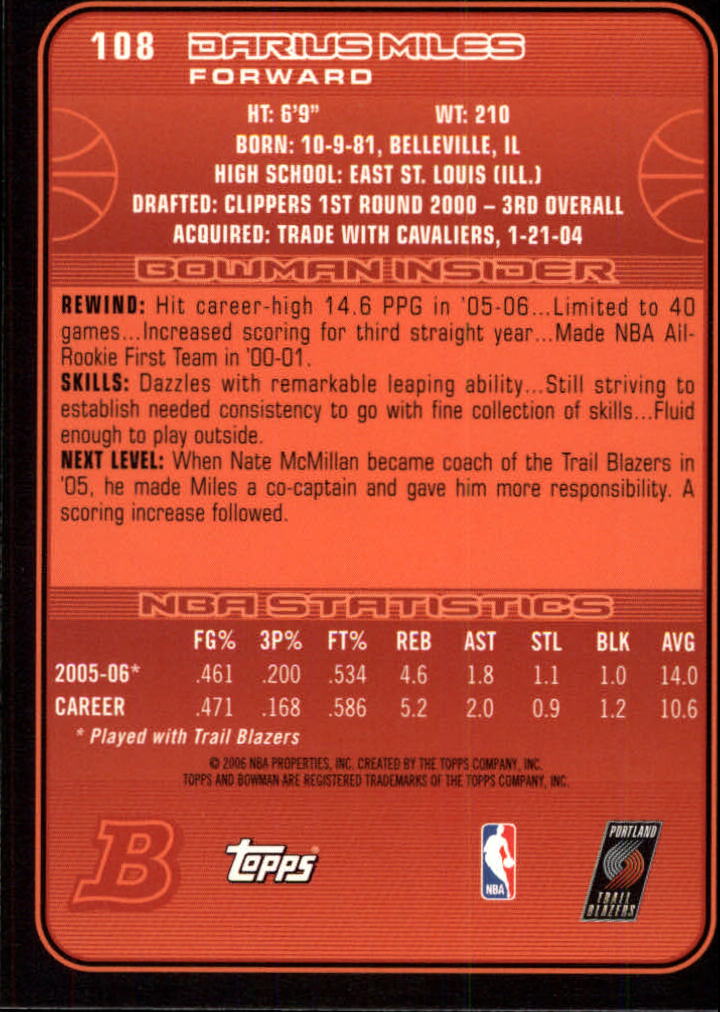 108 DARIUS MILES
FORWARD
HT: 6'9" WT: 210
BORN: 10-9-81, BELLEVILLE, IL
HIGH SCHOOL: EAST ST. LOUIS (ILL.)
DRAFTED: CLIPPERS 1ST ROUND 2000 – 3RD OVERALL
ACQUIRED: TRADE WITH CAVALIERS, 1-21-04
BOWMAN INSIDER
REWIND: Hit career-high 14.6 PPG in '05-06...Limited to 40
games...Increased scoring for third straight year...Made NBA All-
Rookie First Team in '00-01.
SKILLS: Dazzles with remarkable leaping ability...Still striving to
establish needed consistency to go with fine collection of skills...Fluid
enough to play outside.
NEXT LEVEL: When Nate McMillan became coach of the Trail Blazers in
'05, he made Miles a co-captain and gave him more responsibility. A
scoring increase followed.
NBA STATISTICS
FG% 3P% FT% REB AST STL BLK AVG
2005-06* .461 .200 .534 4.6 1.8 1.1 1.0 14.0
CAREER .471 .168 .586 5.2 2.0 0.9 1.2 10.6
* Played with Trail Blazers
© 2006 NBA PROPERTIES, INC. CREATED BY THE TOPPS COMPANY, INC.
TOPPS AND BOWMAN ARE REGISTERED TRADEMARKS OF THE TOPPS COMPANY, INC.
B
Topps®
NBA
PORTLAND
TRAIL
BLAZERS